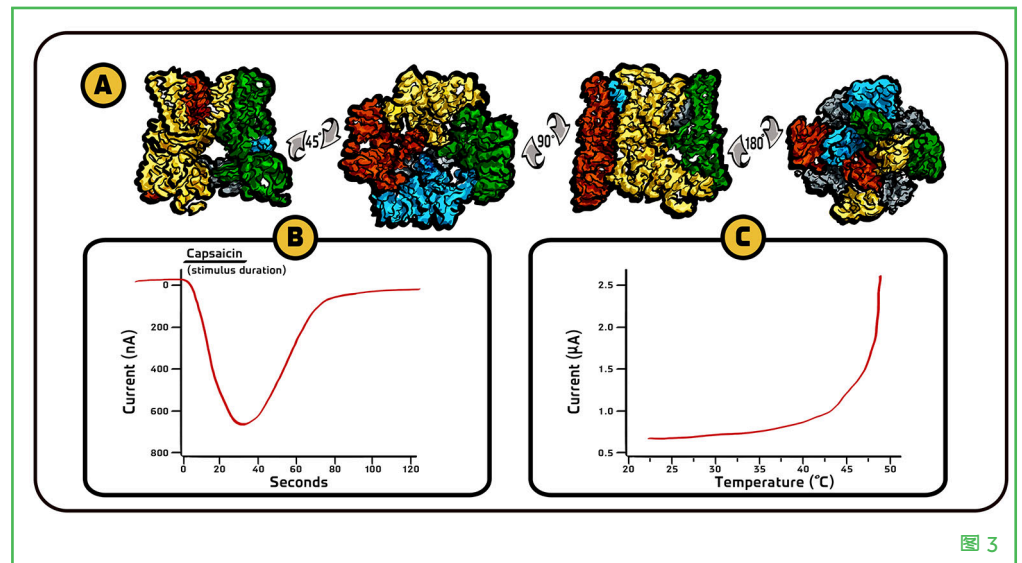 A
45°
90°
180°
B
Capsaicin
(stimulus duration)
0
200
400
600
800
Current (nA)
0 20 40 60 80 100 120
Seconds
C
2.5
2.0
1.5
1.0
0.5
Current (μA)
20 25 30 35 40 45 50
Temperature (°C)
图 3